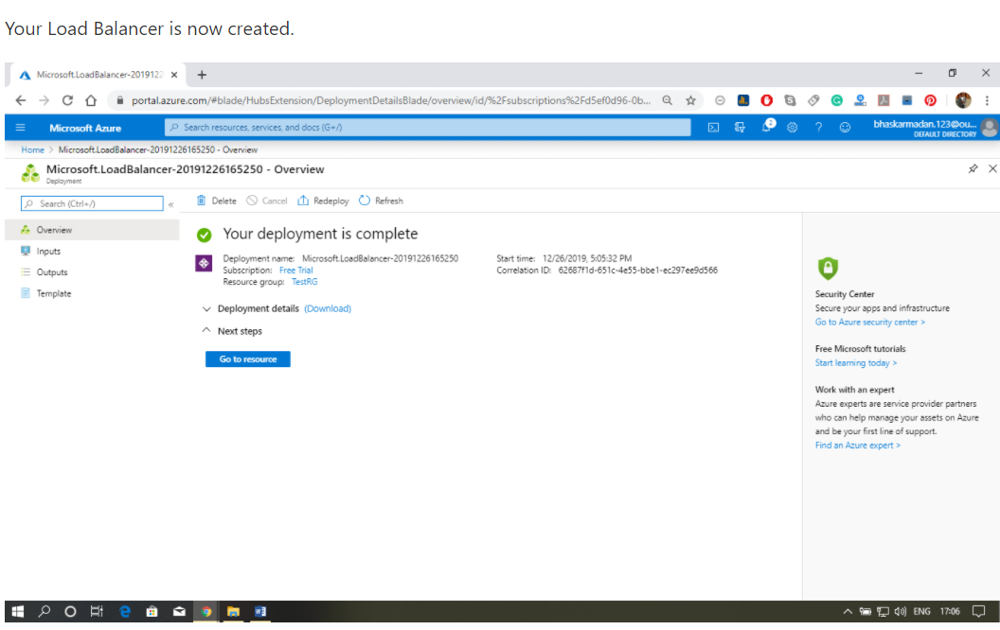 Your Load Balancer is now created.
Microsoft.LoadBalancer-2019122
portal.azure.com/#blade/HubsExtension/DeploymentDetailsBlade/overview/id/%2Fsubscriptions%2Fd5ef0d96-0b...
Microsoft Azure
Search resources, services, and docs (G+/)
2
bhaskarmadan.123@ou...
DEFAULT DIRECTORY
Home > Microsoft.LoadBalancer-20191226165250 - Overview
Microsoft.LoadBalancer-20191226165250 - Overview
Deployment
Search (Ctrl+/)
«
Delete Cancel Redeploy Refresh
Overview
Inputs
Outputs
Template
Your deployment is complete
Deployment name: Microsoft.LoadBalancer-20191226165250
Subscription: Free Trial
Resource group: TestRG
Start time: 12/26/2019, 5:05:32 PM
Correlation ID: 62687f1d-651c-4e55-bbe1-ec297ee9d566
Deployment details (Download)
Next steps
Go to resource
Security Center
Secure your apps and infrastructure
Go to Azure security center >
Free Microsoft tutorials
Start learning today >
Work with an expert
Azure experts are service provider partners
who can help manage your assets on Azure
and be your first line of support.
Find an Azure expert >
ENG 17:06